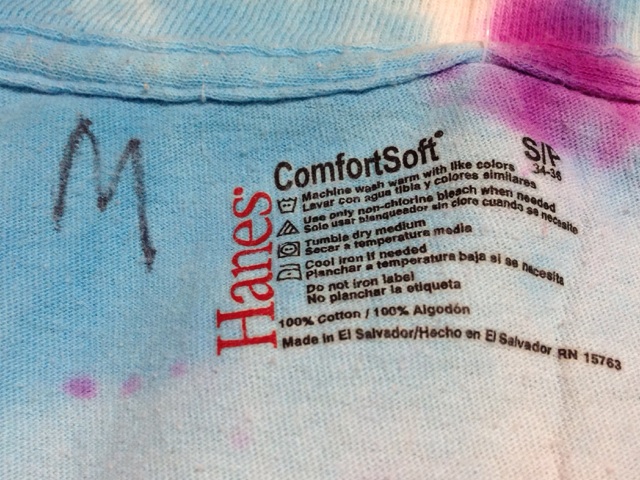 M
Hanes
ComfortSoft
S/P
34-36
Machine wash warm with like colors
Lavar con agua tibia y colores similares
Use only non-chlorine bleach when needed
Solo usar blanqueador sin cloro cuando se necesite
Tumble dry medium
Secar a temperatura media
Cool iron if needed
Planchar a temperatura baja si se necesita
Do not iron label
No planchar la etiqueta
100% Cotton / 100% Algodón
Made in El Salvador/Hecho en El Salvador RN 15763